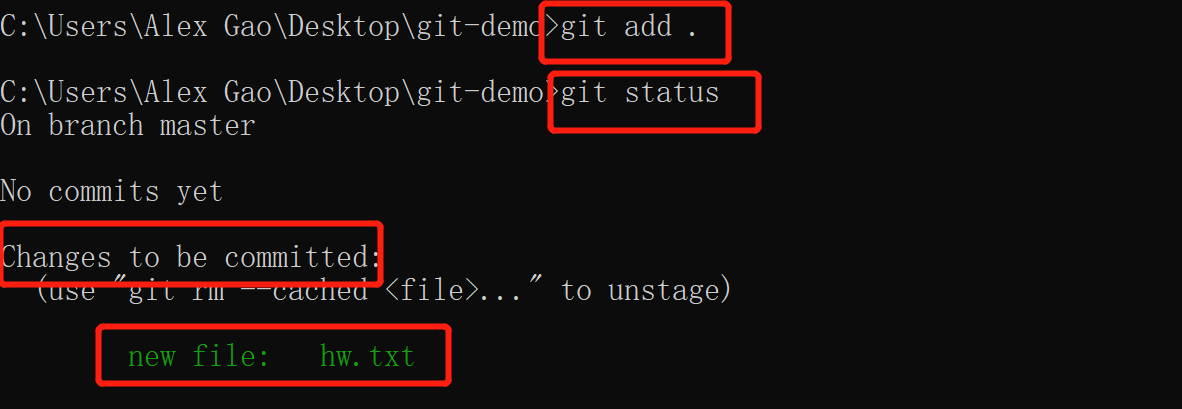 C:\Users\Alex Gao\Desktop\git-demo>git add .
C:\Users\Alex Gao\Desktop\git-demo>git status
On branch master
No commits yet
Changes to be committed:
(use "git rm --cached <file>..." to unstage)
new file:   hw.txt